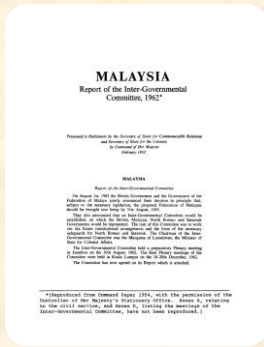 MALAYSIA
Report of the Inter-Governmental
Committee, 1962*
Presented to Parliament by the Secretary of State for Commonwealth Relations
and Secretary of State for the Colonies
by Command of Her Majesty
February 1963
MALAYSIA
Report of the Inter-Governmental Committee
On August 1st, 1962 the British Government and the Government of the
Federation of Malaya jointly announced their decision in principle that,
subject to the necessary legislation, the proposed Federation of Malaysia
should be brought into being by 31st August, 1963.
They also announced that an Inter-Governmental Committee would be
established, on which the British, Malayan, North Borneo and Sarawak
Governments would be represented. The task of this Committee was to work
out the future constitutional arrangements and the form of the necessary
safeguards for North Borneo and Sarawak. The Chairman of the Inter-
Governmental Committee was the Marquess of Lansdowne, the Minister of
State for Colonial Affairs.
The Inter-Governmental Committee held a preparatory Plenary meeting
in Jesselton on the 30th August, 1962. The final Plenary meetings of the
Committee were held in Kuala Lumpur on the 18-20th December, 1962.
The Committee has now agreed on its Report which is attached.
*[Reproduced from Command Paper 1954, with the permission of the
Controller of Her Majesty's Stationery Office. Annex B, relating
to the civil service, and Annex D, listing the meetings of the
Inter-Governmental Committee, have not been reproduced.]